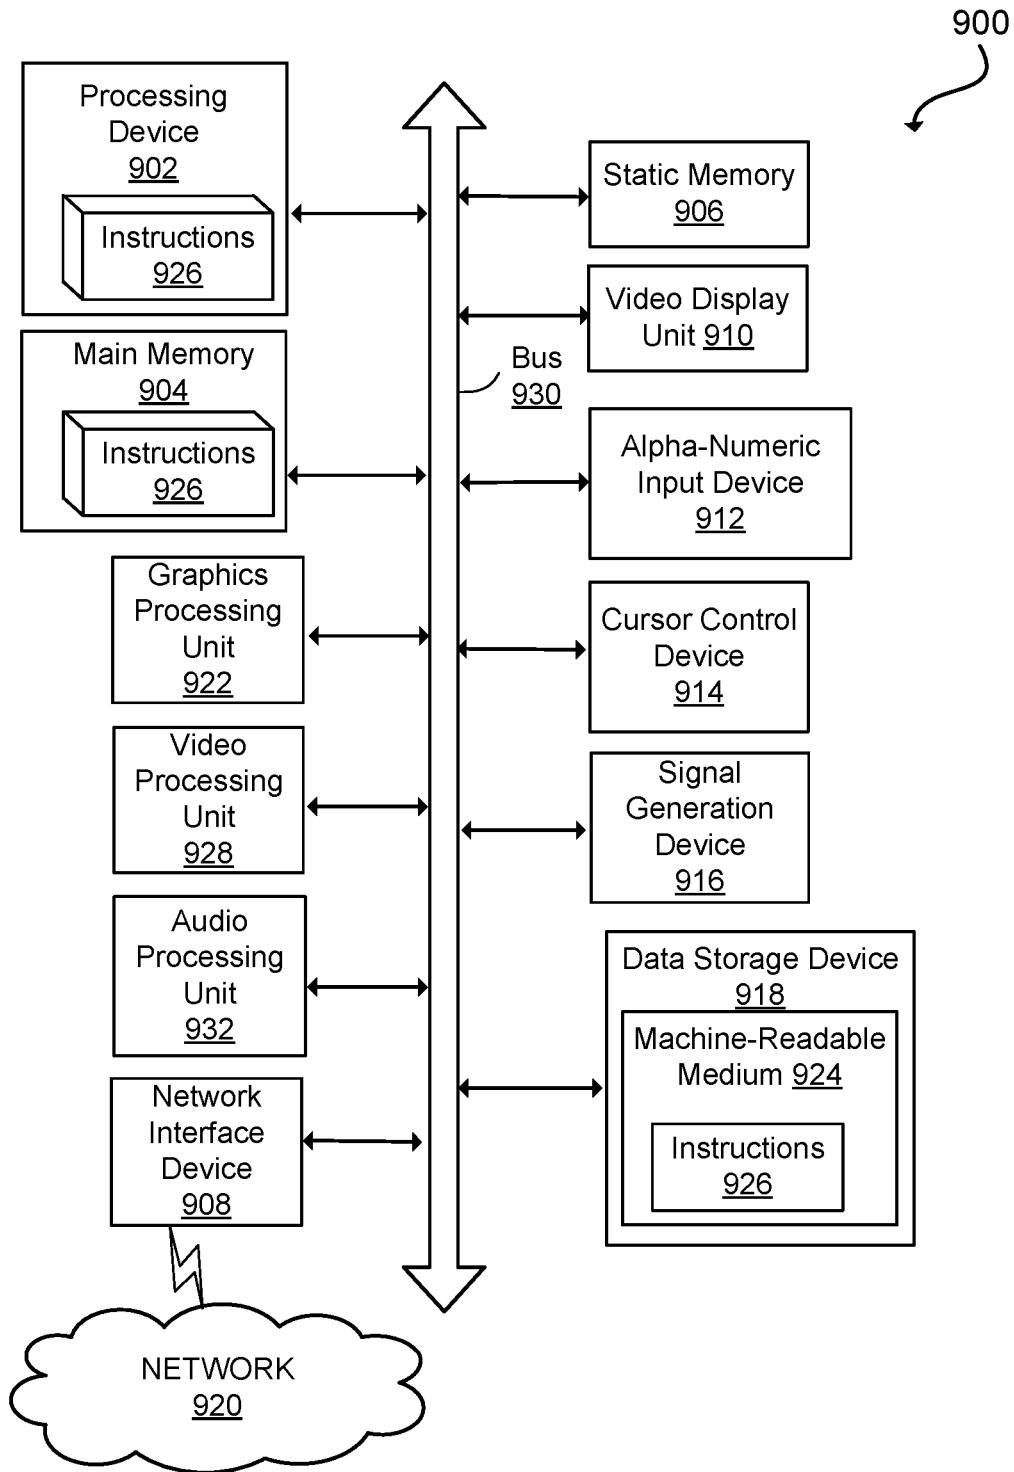 900
Processing
Device
902
Instructions
926
Main Memory
904
Instructions
926
Graphics
Processing
Unit
922
Video
Processing
Unit
928
Audio
Processing
Unit
932
Network
Interface
Device
908
NETWORK
920
Bus
930
Static Memory
906
Video Display
Unit 910
Alpha-Numeric
Input Device
912
Cursor Control
Device
914
Signal
Generation
Device
916
Data Storage Device
918
Machine-Readable
Medium 924
Instructions
926